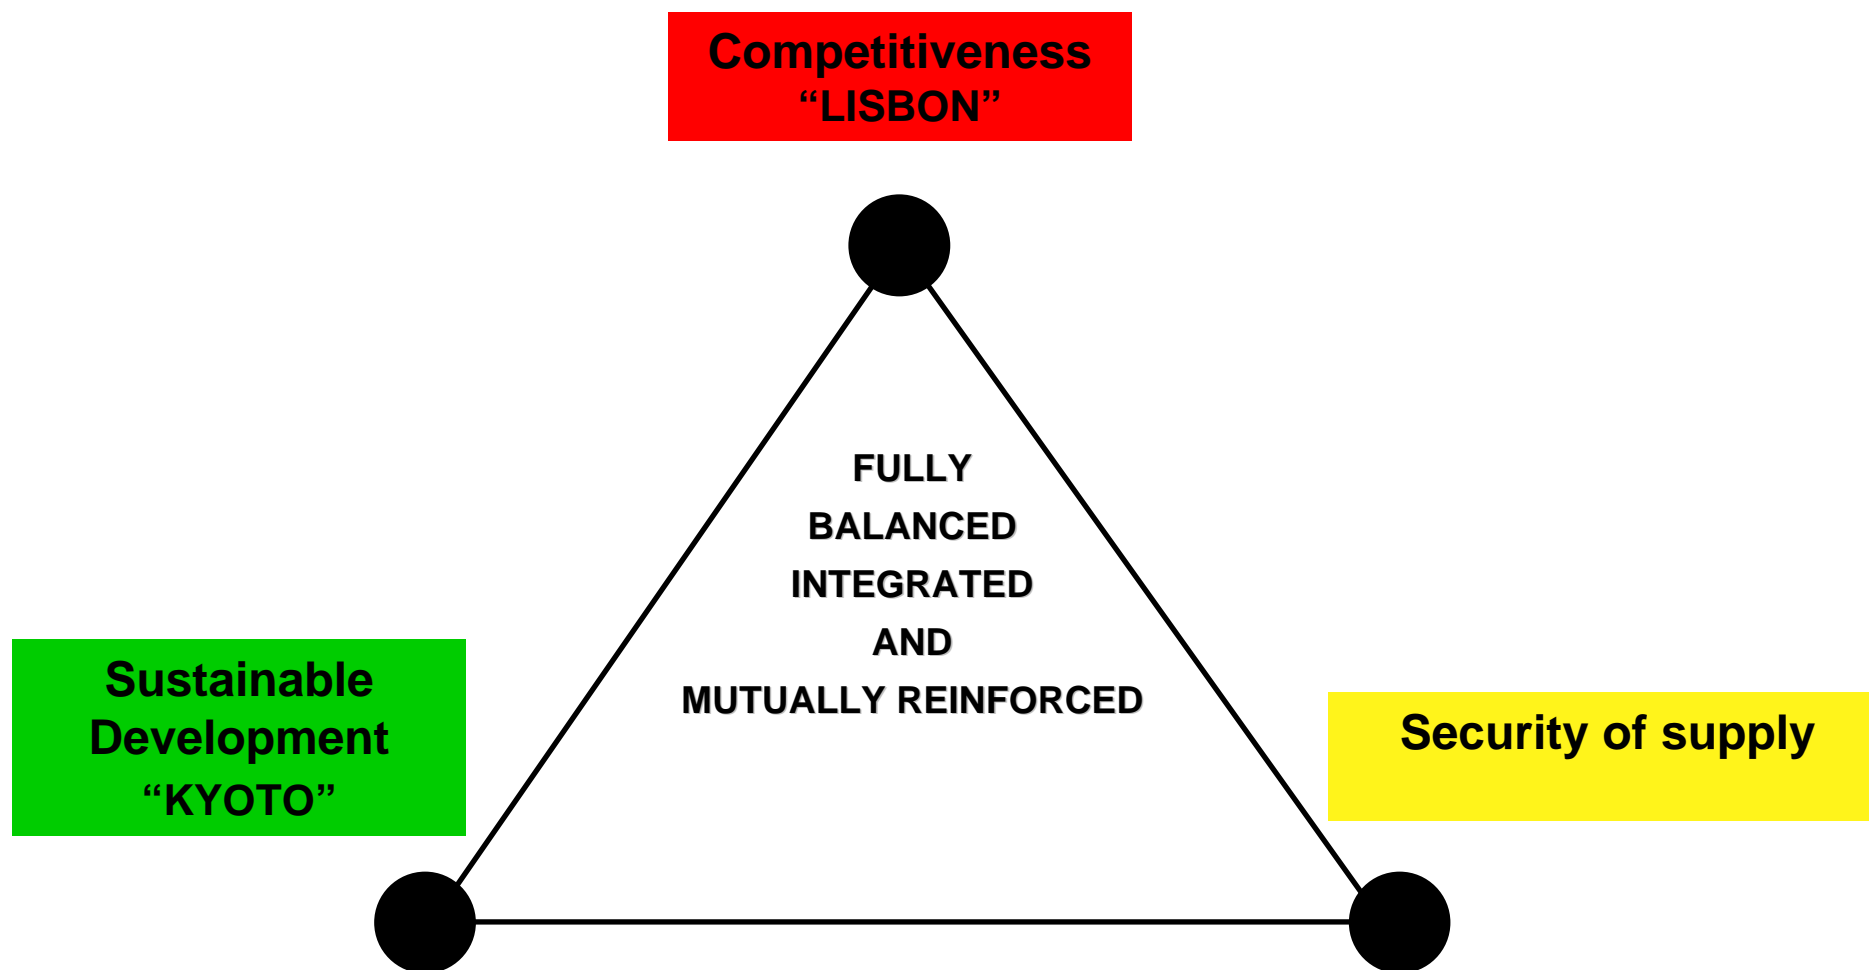 Competitiveness
“LISBON”
FULLY
BALANCED
INTEGRATED
AND
MUTUALLY REINFORCED
Sustainable
Development
“KYOTO”
Security of supply